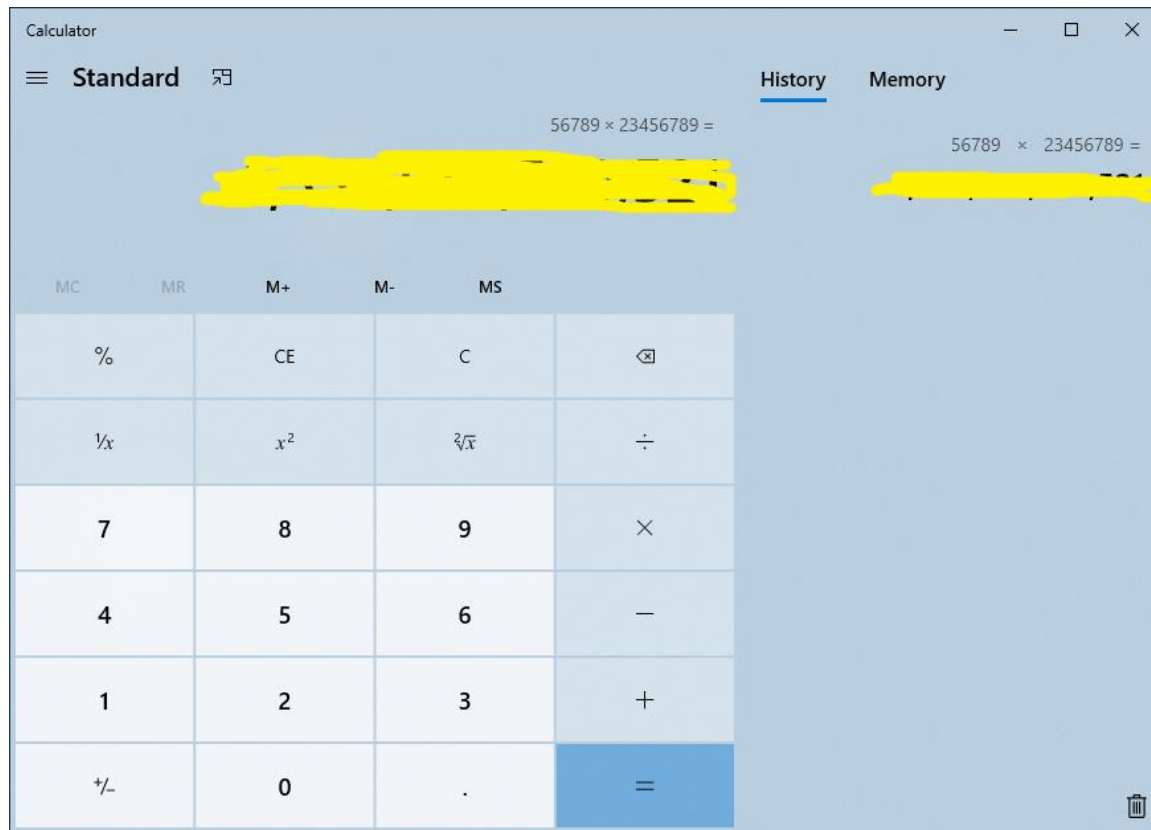 Calculator
Standard
History Memory
56789 × 23456789 =
56789 × 23456789 =
MC MR M+ M- MS
% CE C
¹/x x² ²√x ÷
7 8 9 ×
4 5 6 −
1 2 3 +
+/− 0 . =